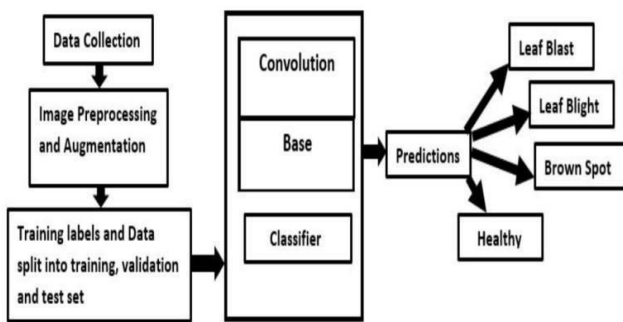 Data Collection
Image Preprocessing
and Augmentation
Training labels and Data
split into training, validation
and test set
Convolution
Base
Classifier
Predictions
Leaf Blast
Leaf Blight
Brown Spot
Healthy